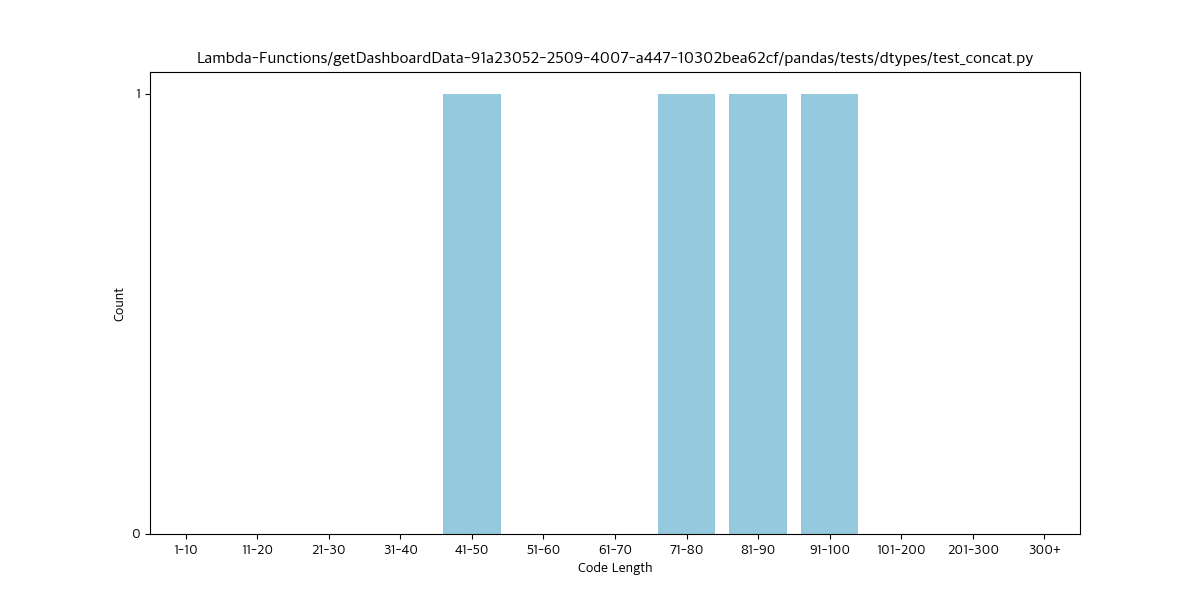 Lambda-Functions/getDashboardData-91a23052-2509-4007-a447-10302bea62cf/pandas/tests/dtypes/test_concat.py
1
Count
0
1-10 11-20 21-30 31-40 41-50 51-60 61-70 71-80 81-90 91-100 101-200 201-300 300+
Code Length